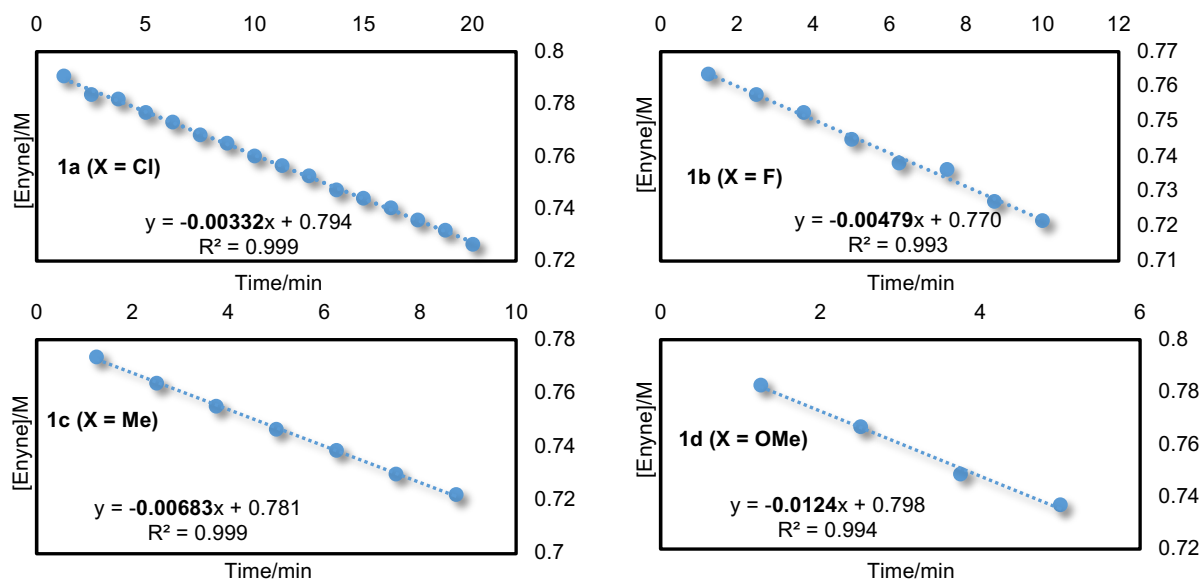 0 5 10 15 20
0.8
0.78
0.76
0.74
0.72
[Enyne]/M
1a (X = Cl)
y = -0.00332x + 0.794
R² = 0.999
Time/min
0 2 4 6 8 10 12
0.77
0.76
0.75
0.74
0.73
0.72
0.71
[Enyne]/M
1b (X = F)
y = -0.00479x + 0.770
R² = 0.993
Time/min
0 2 4 6 8 10
0.78
0.76
0.74
0.72
0.7
[Enyne]/M
1c (X = Me)
y = -0.00683x + 0.781
R² = 0.999
Time/min
0 2 4 6
0.8
0.78
0.76
0.74
0.72
[Enyne]/M
1d (X = OMe)
y = -0.0124x + 0.798
R² = 0.994
Time/min